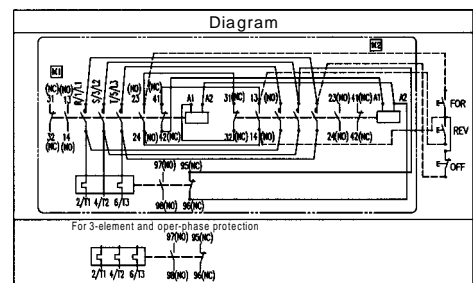 Diagram
M1
M2
(NC) (NO) R/1/L1 S/3/L2 T/5/L3 (NO) (NC)
31 13 23 41 A1 A2 31(NC) 13 (NO) 23(NO) 41(NC) A1 A2
FOR
REV
OFF
32 14 24 (NO) 42(NC) 32(NC) 14(NO) 24(NO) 42(NC)
(NC) (NO)
97(NO) 95(NC)
2/T1 4/T2 6/T3 98(NO) 96(NC)
For 3-element and oper-phase protection
97(NO) 95(NC)
2/T1 4/T2 6/T3 98(NO) 96(NC)